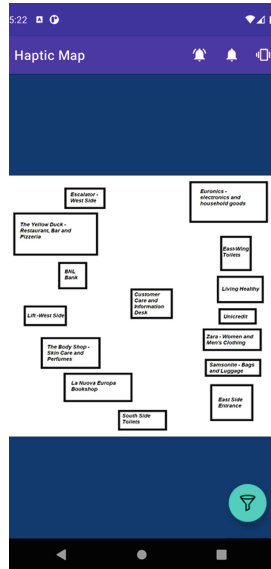 5:22
Haptic Map
Escalator -
West Side
Euronics -
electronics and
household goods
The Yellow Duck -
Restaurant, Bar and
Pizzeria
East-Wing
Toilets
BNL
Bank
Living Healthy
Customer
Care and
Information
Desk
Lift -West Side
Unicredit
Zara - Women and
Men's Clothing
The Body Shop -
Skin Care and
Perfumes
Samsonite - Bags
and Luggage
La Nuova Europa
Bookshop
East Side
Entrance
South Side
Toilets